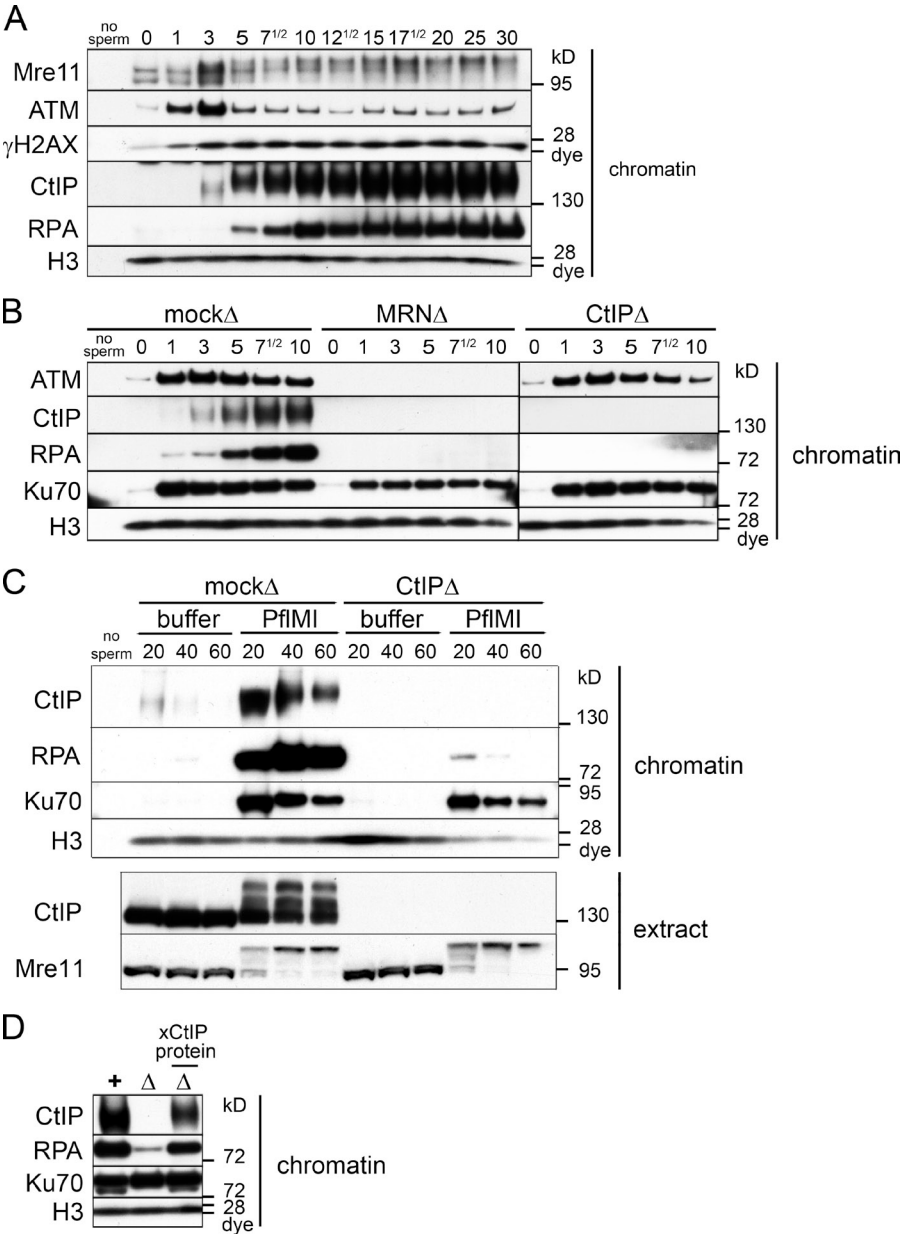 A
no sperm 0 1 3 5 7 1/2 10 12 1/2 15 17 1/2 20 25 30
kD
Mre11
95
ATM
γH2AX
28
dye
CtIP
130
RPA
H3
28
dye
chromatin
B
mockΔ MRNΔ CtIPΔ
no sperm 0 1 3 5 7 1/2 10 0 1 3 5 7 1/2 10 0 1 3 5 7 1/2 10
kD
ATM
CtIP
130
RPA
72
Ku70
72
H3
28
dye
chromatin
C
mockΔ CtIPΔ
buffer PflMI buffer PflMI
no sperm 20 40 60 20 40 60 20 40 60 20 40 60
kD
CtIP
130
RPA
72
Ku70
95
H3
28
dye
chromatin
CtIP
130
Mre11
95
extract
D
xCtIP
protein
+ Δ Δ
kD
CtIP
RPA
72
Ku70
72
H3
28
dye
chromatin